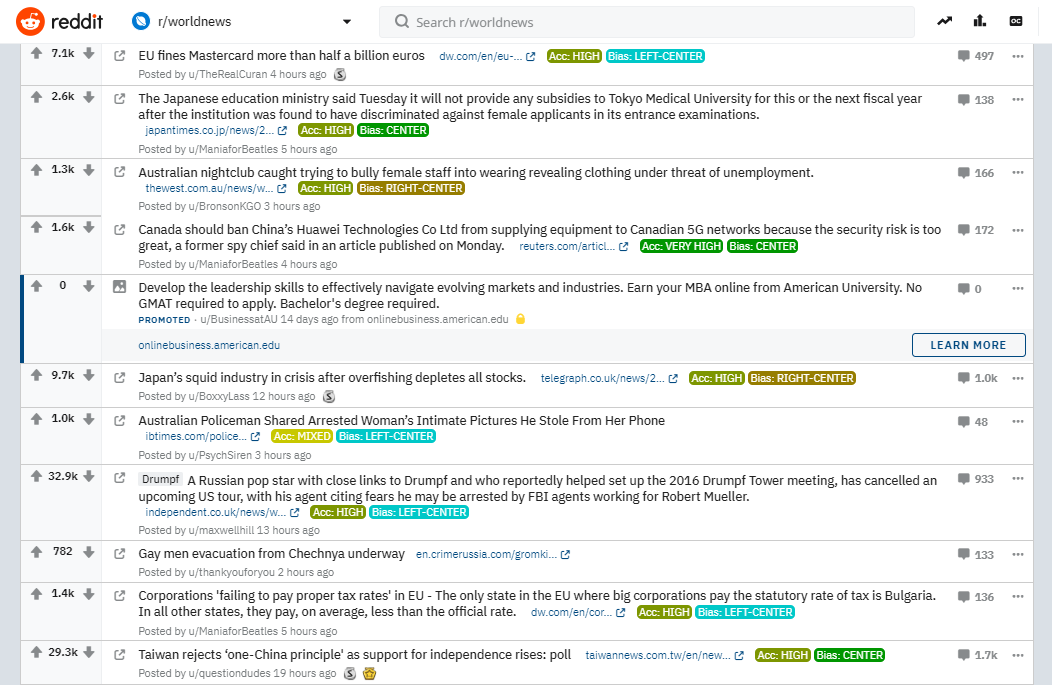 reddit r/worldnews Search r/worldnews OC
7.1k EU fines Mastercard more than half a billion euros dw.com/en/eu-... Acc: HIGH Bias: LEFT-CENTER 497
Posted by u/TheRealCuran 4 hours ago S
2.6k The Japanese education ministry said Tuesday it will not provide any subsidies to Tokyo Medical University for this or the next fiscal year 138
after the institution was found to have discriminated against female applicants in its entrance examinations.
japantimes.co.jp/news/2... Acc: HIGH Bias: CENTER
Posted by u/ManiaforBeatles 5 hours ago
1.3k Australian nightclub caught trying to bully female staff into wearing revealing clothing under threat of unemployment. 166
thewest.com.au/news/w... Acc: HIGH Bias: RIGHT-CENTER
Posted by u/BronsonKGO 3 hours ago
1.6k Canada should ban China's Huawei Technologies Co Ltd from supplying equipment to Canadian 5G networks because the security risk is too 172
great, a former spy chief said in an article published on Monday. reuters.com/articl... Acc: VERY HIGH Bias: CENTER
Posted by u/ManiaforBeatles 4 hours ago
0 Develop the leadership skills to effectively navigate evolving markets and industries. Earn your MBA online from American University. No 0
GMAT required to apply. Bachelor's degree required.
PROMOTED · u/BusinessatAU 14 days ago from onlinebusiness.american.edu
onlinebusiness.american.edu LEARN MORE
9.7k Japan's squid industry in crisis after overfishing depletes all stocks. telegraph.co.uk/news/2... Acc: HIGH Bias: RIGHT-CENTER 1.0k
Posted by u/BoxxyLass 12 hours ago S
1.0k Australian Policeman Shared Arrested Woman's Intimate Pictures He Stole From Her Phone 48
ibtimes.com/police... Acc: MIXED Bias: LEFT-CENTER
Posted by u/PsychSiren 3 hours ago
32.9k Drumpf A Russian pop star with close links to Drumpf and who reportedly helped set up the 2016 Drumpf Tower meeting, has cancelled an 933
upcoming US tour, with his agent citing fears he may be arrested by FBI agents working for Robert Mueller.
independent.co.uk/news/w... Acc: HIGH Bias: LEFT-CENTER
Posted by u/maxwellhill 13 hours ago
782 Gay men evacuation from Chechnya underway en.crimerussia.com/gromki... 133
Posted by u/thankyouforyou 2 hours ago
1.4k Corporations 'failing to pay proper tax rates' in EU - The only state in the EU where big corporations pay the statutory rate of tax is Bulgaria. 136
In all other states, they pay, on average, less than the official rate. dw.com/en/cor... Acc: HIGH Bias: LEFT-CENTER
Posted by u/ManiaforBeatles 5 hours ago
29.3k Taiwan rejects ‘one-China principle' as support for independence rises: poll taiwannews.com.tw/en/new... Acc: HIGH Bias: CENTER 1.7k
Posted by u/questiondudes 19 hours ago S